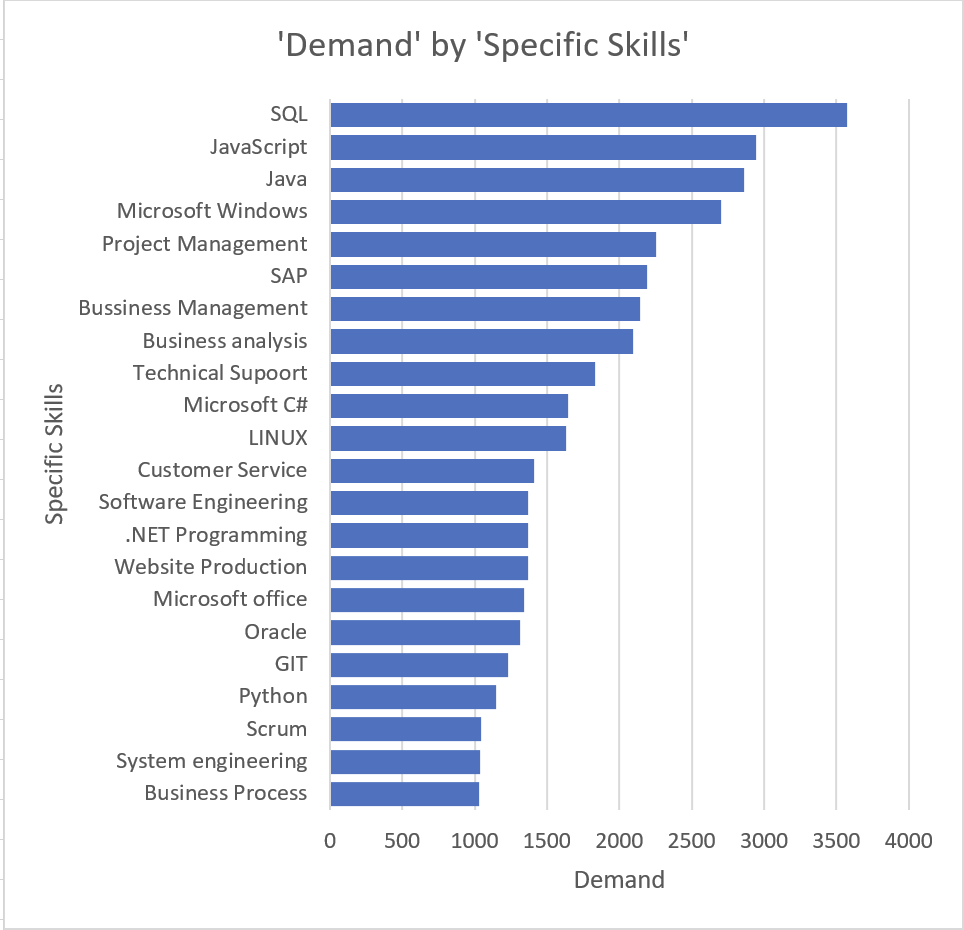 'Demand' by 'Specific Skills'
SQL
JavaScript
Java
Microsoft Windows
Project Management
SAP
Bussiness Management
Business analysis
Technical Supoort
Microsoft C#
LINUX
Customer Service
Software Engineering
.NET Programming
Website Production
Microsoft office
Oracle
GIT
Python
Scrum
System engineering
Business Process
Specific Skills
0 500 1000 1500 2000 2500 3000 3500 4000
Demand